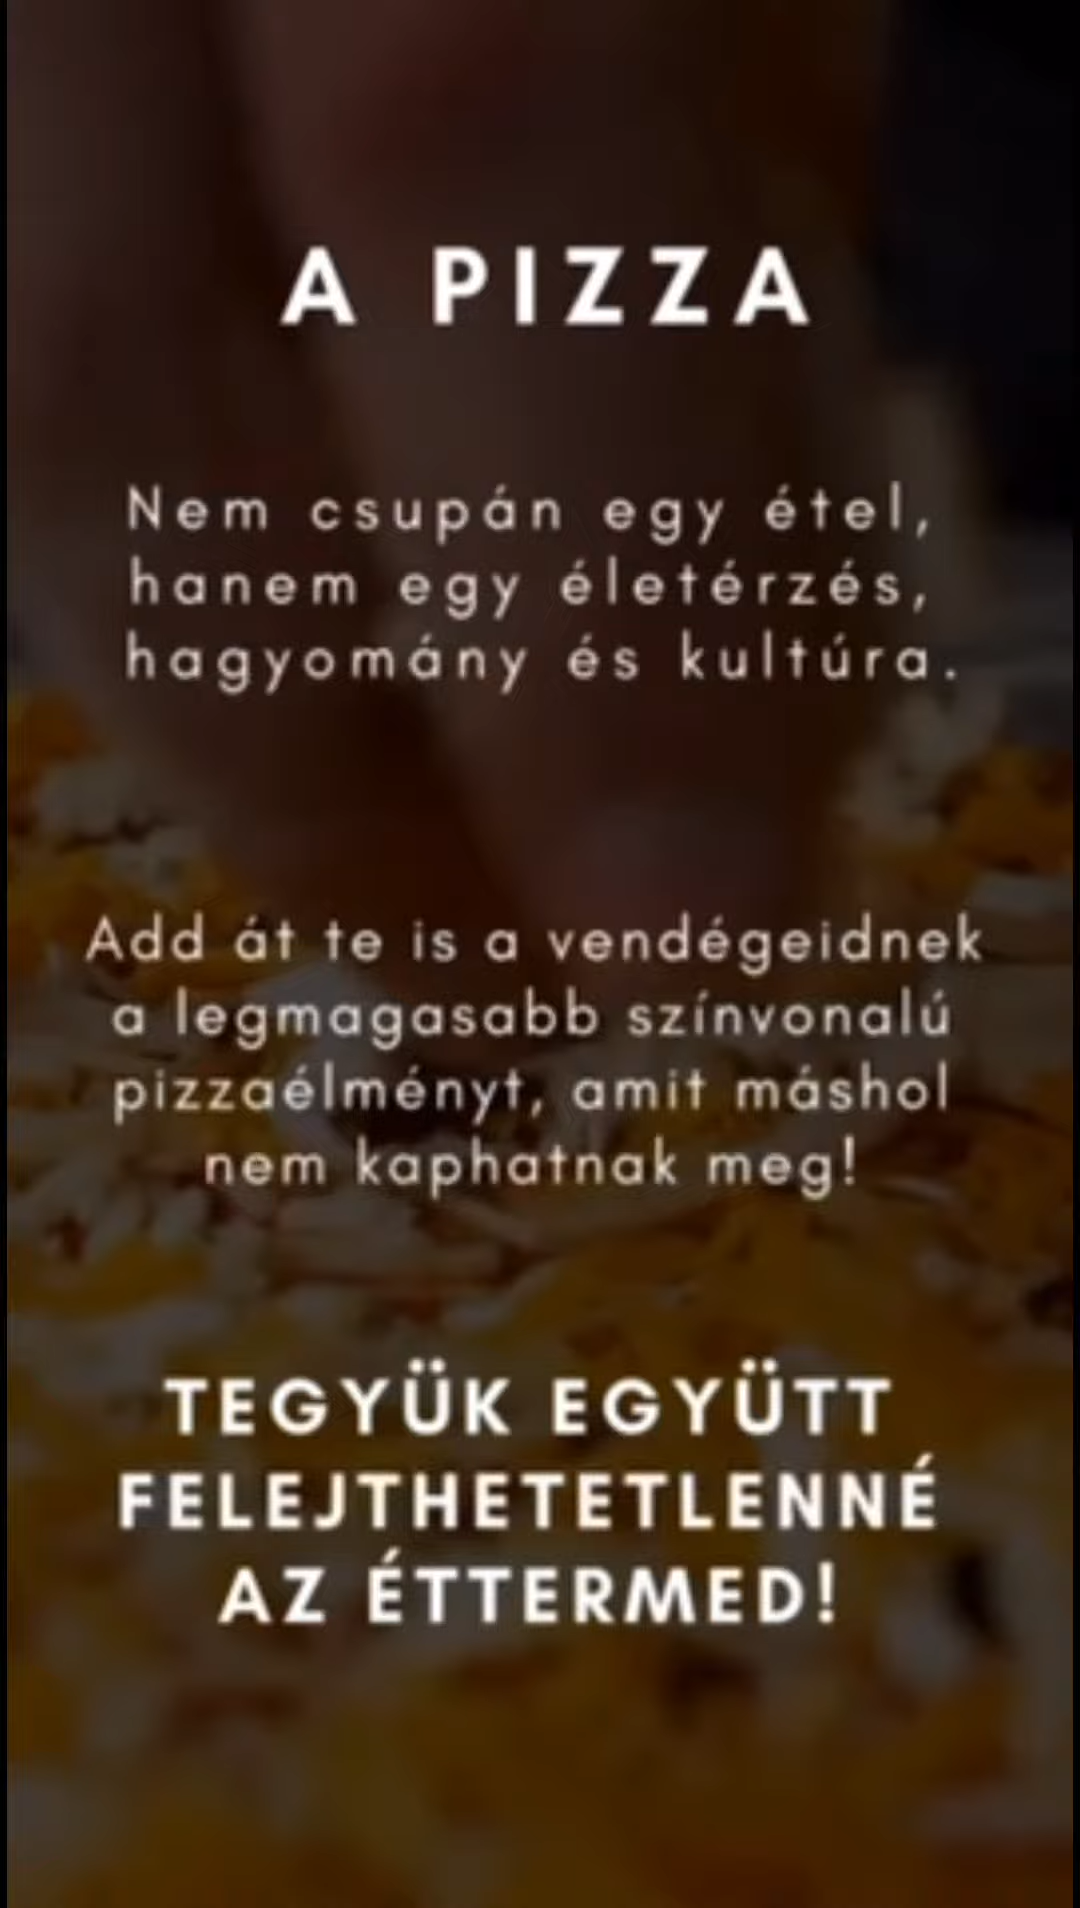 A PIZZA
Nem csupán egy étel,
hanem egy életérzés,
hagyomány és kultúra.
Add át te is a vendégeidnek
a legmagasabb színvonalú
pizzaélményt, amit máshol
nem kaphatnak meg!
TEGYÜK EGYÜTT
FELEJTHETETLENNÉ
AZ ÉTTERMED!